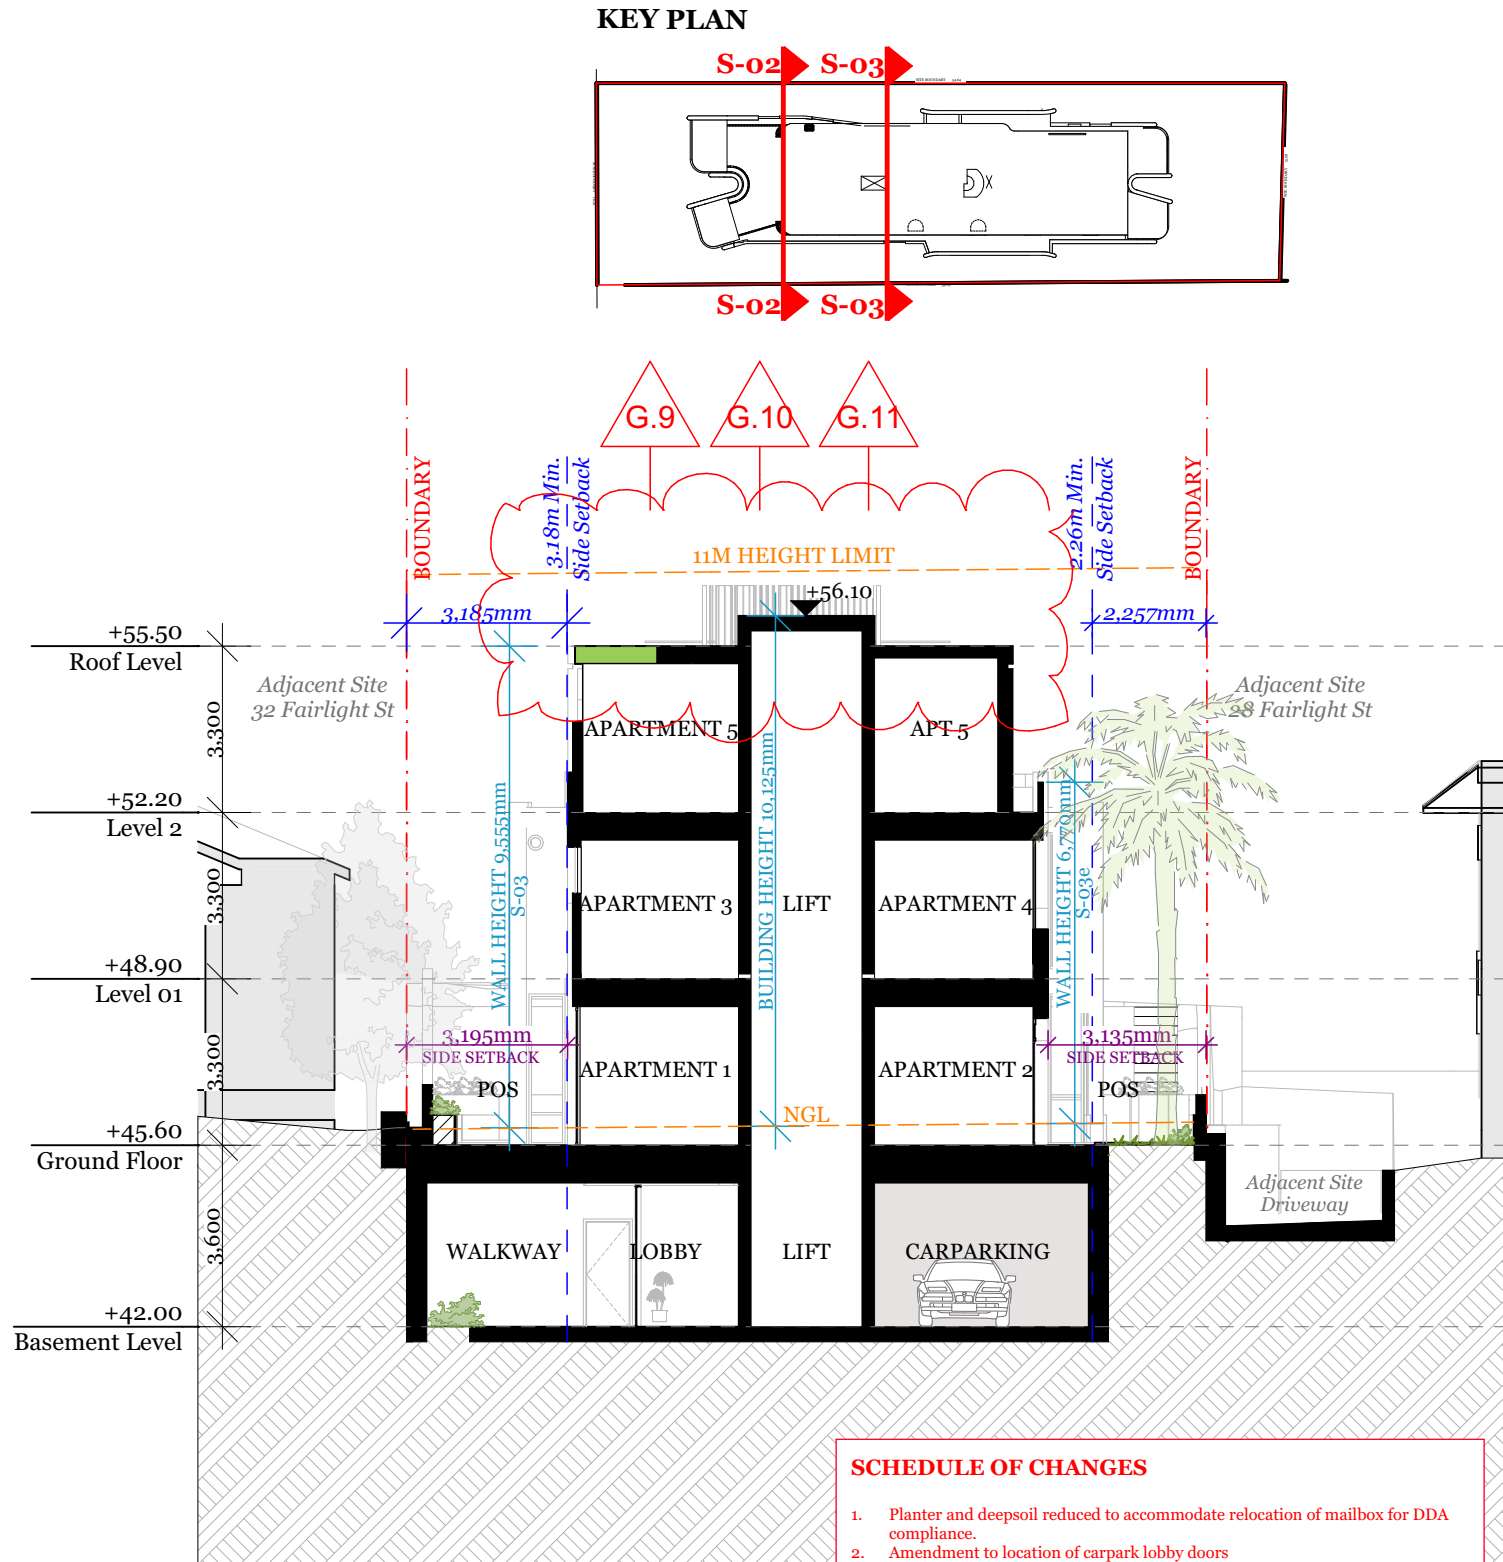 KEY PLAN
S-02
S-03
S-02
S-03
G.9
G.10
G.11
BOUNDARY
3.18m Min.
Side Setback
2.26m Min.
Side Setback
BOUNDARY
11M HEIGHT LIMIT
+56.10
3,185mm
2,257mm
+55.50
Roof Level
Adjacent Site
32 Fairlight St
Adjacent Site
28 Fairlight St
3,300
APARTMENT 5
APT 5
+52.20
Level 2
WALL HEIGHT 9,555mm
S-03
BUILDING HEIGHT 10,125mm
WALL HEIGHT 6,770mm
S-03e
3,300
APARTMENT 3
LIFT
APARTMENT 4
+48.90
Level 01
3,300
3,195mm
SIDE SETBACK
3,135mm
SIDE SETBACK
POS
APARTMENT 1
APARTMENT 2
POS
NGL
+45.60
Ground Floor
Adjacent Site
Driveway
3,600
WALKWAY
LOBBY
LIFT
CARPARKING
+42.00
Basement Level
SCHEDULE OF CHANGES
1. Planter and deepsoil reduced to accommodate relocation of mailbox for DDA
compliance.
2. Amendment to location of carpark lobby doors